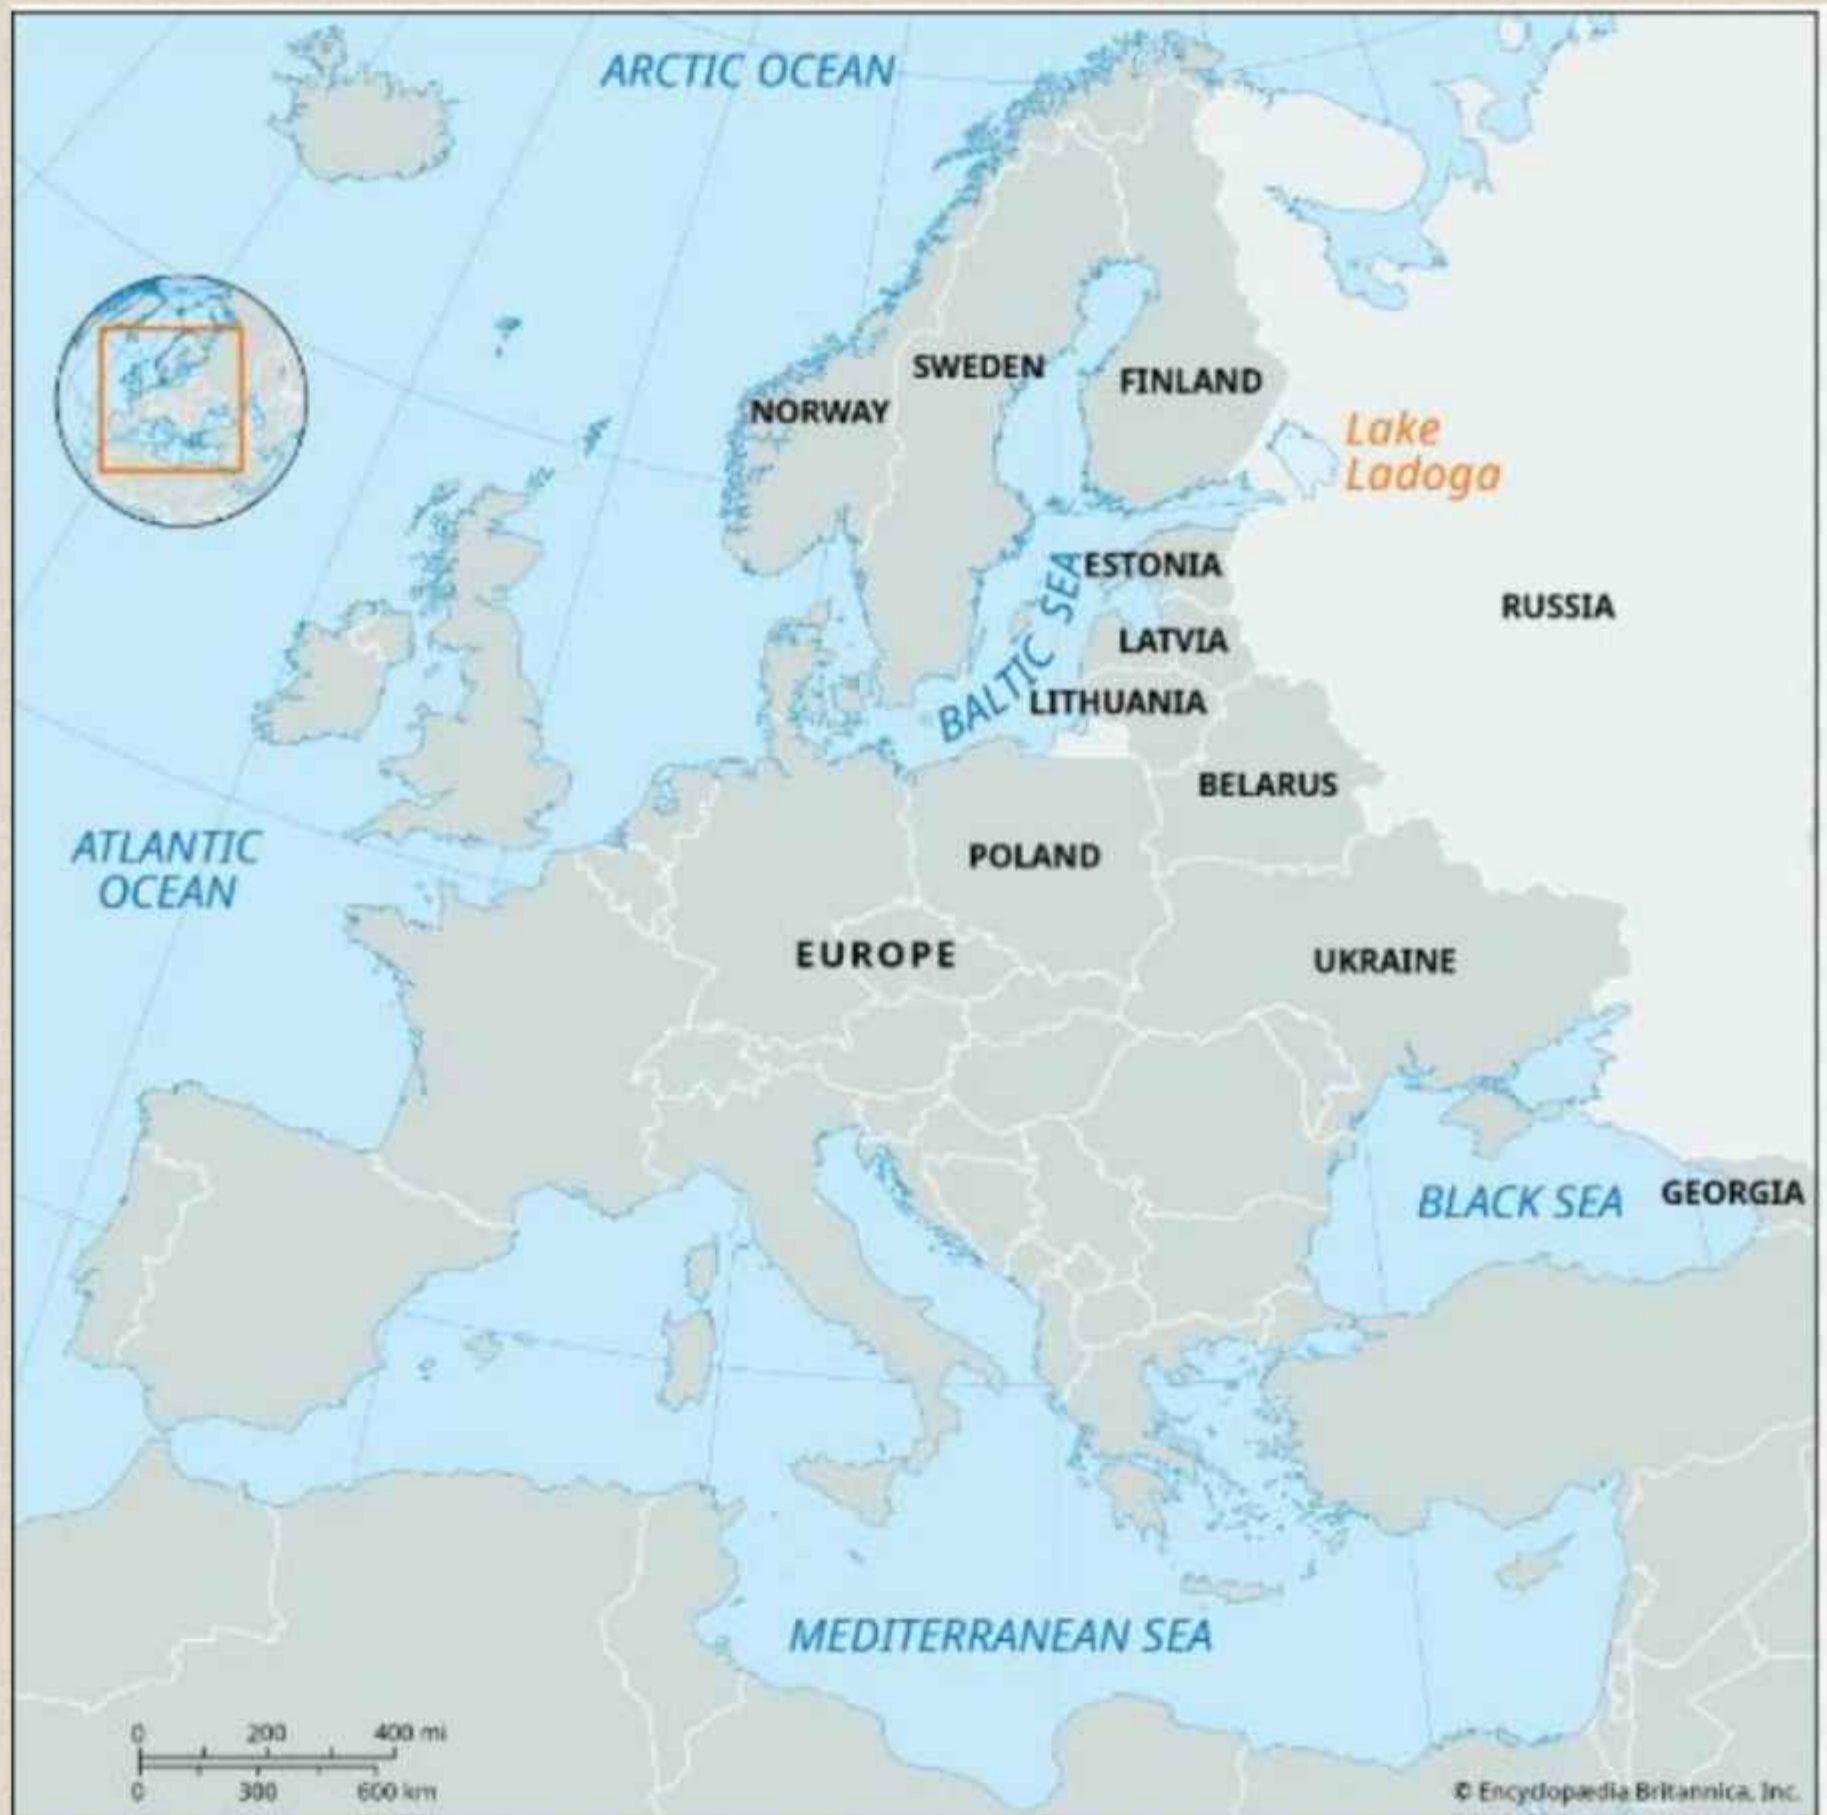 ARCTIC OCEAN
SWEDEN
FINLAND
NORWAY
Lake
Ladoga
ESTONIA
RUSSIA
LATVIA
BALTIC SEA
LITHUANIA
BELARUS
ATLANTIC
OCEAN
POLAND
EUROPE
UKRAINE
BLACK SEA
GEORGIA
MEDITERRANEAN SEA
0 200 400 mi
0 300 600 km
© Encyclopædia Britannica, Inc.